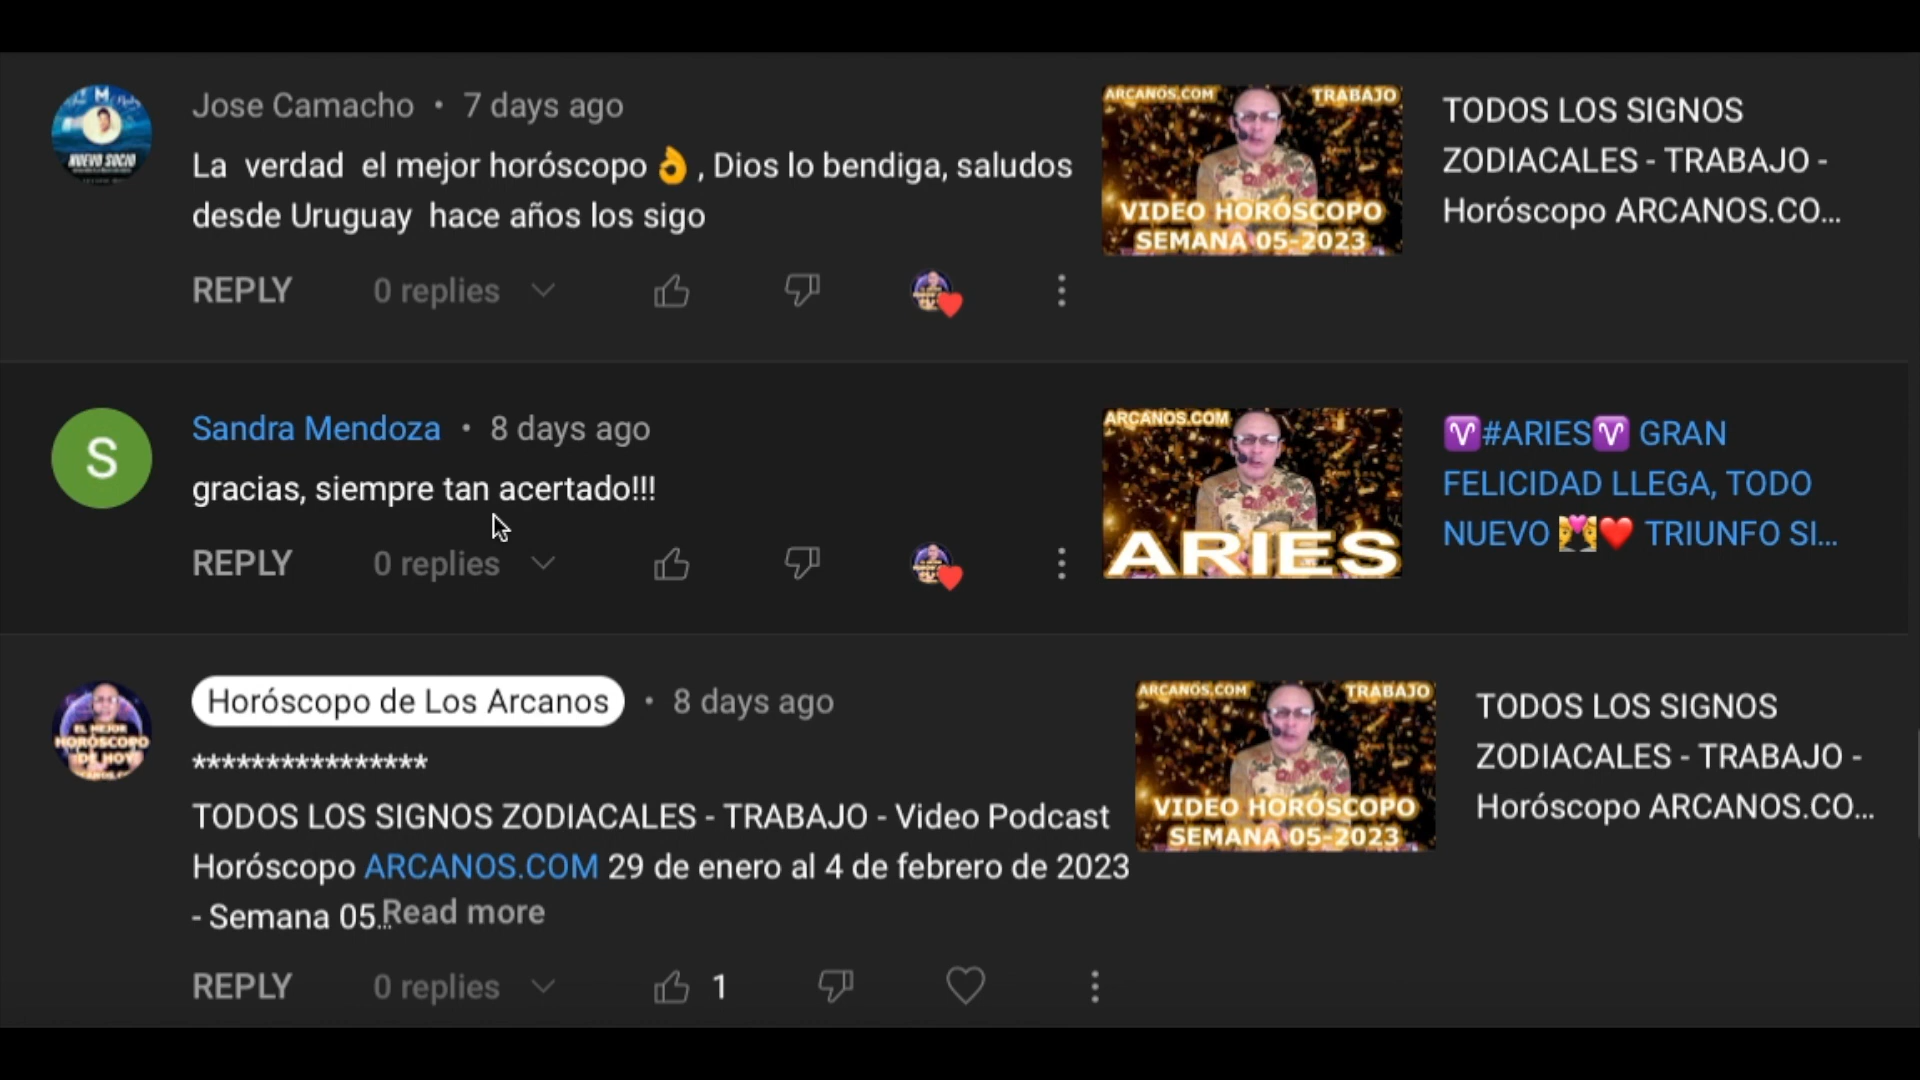 Jose Camacho • 7 days ago
La verdad el mejor horóscopo 👌 , Dios lo bendiga, saludos
desde Uruguay hace años los sigo
REPLY 0 replies
NUEVO SOCIO
ARCANOS.COM TRABAJO
VIDEO HORÓSCOPO
SEMANA 05-2023
TODOS LOS SIGNOS
ZODIACALES - TRABAJO -
Horóscopo ARCANOS.CO...
S
Sandra Mendoza • 8 days ago
gracias, siempre tan acertado!!!
REPLY 0 replies
ARCANOS.COM
ARIES
♈#ARIES♈ GRAN
FELICIDAD LLEGA, TODO
NUEVO 💏❤️ TRIUNFO SI...
EL MEJOR
HORÓSCOPO
DE HOY
Horóscopo de Los Arcanos • 8 days ago
****************
TODOS LOS SIGNOS ZODIACALES - TRABAJO - Video Podcast
Horóscopo ARCANOS.COM 29 de enero al 4 de febrero de 2023
- Semana 05...Read more
REPLY 0 replies 1
ARCANOS.COM TRABAJO
VIDEO HORÓSCOPO
SEMANA 05-2023
TODOS LOS SIGNOS
ZODIACALES - TRABAJO -
Horóscopo ARCANOS.CO...